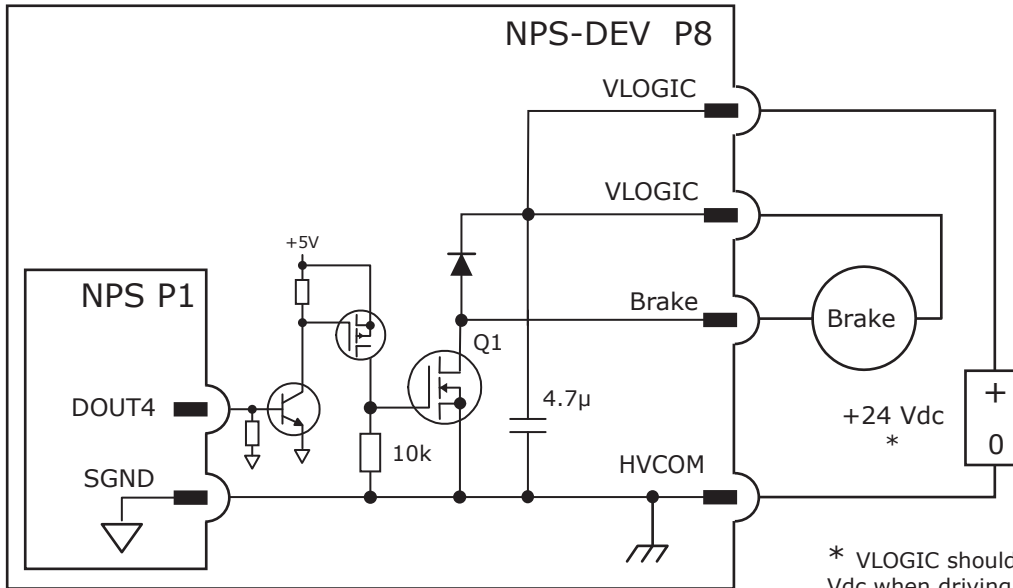 NPS-DEV P8
VLOGIC
VLOGIC
+5V
NPS P1
Brake
Brake
Q1
DOUT4
4.7µ
+24 Vdc
*
+
0
10k
SGND
HVCOM
* VLOGIC should
Vdc when driving